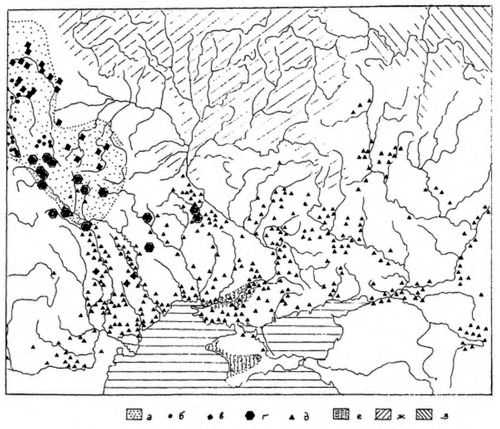 а б в г д е ж з